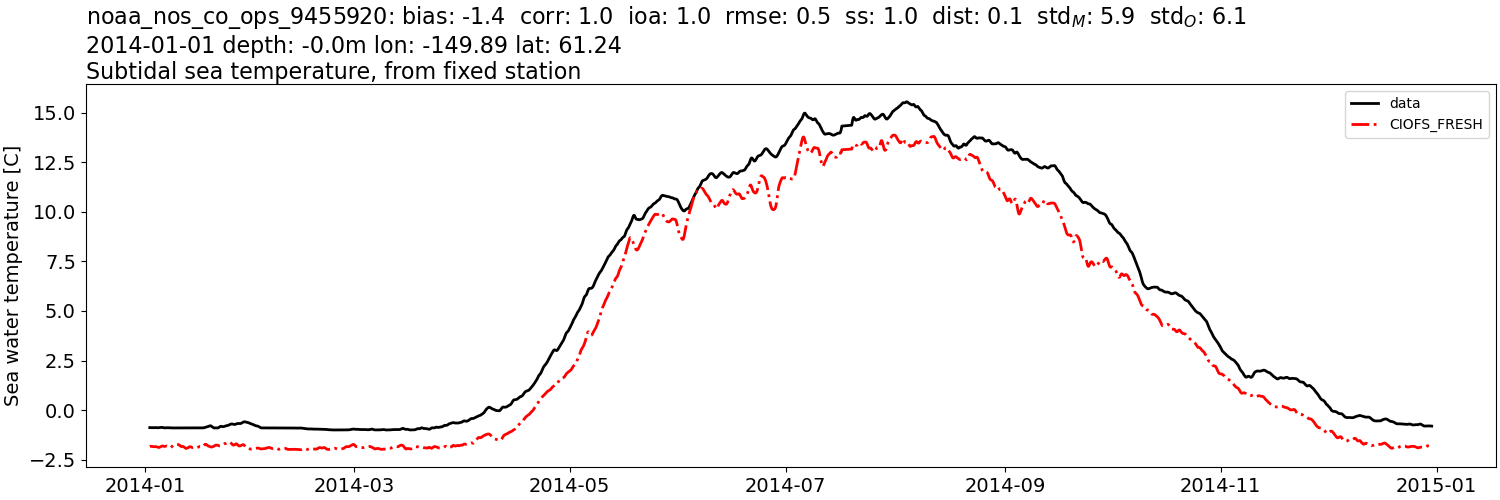 noaa_nos_co_ops_9455920: bias: -1.4 corr: 1.0 ioa: 1.0 rmse: 0.5 ss: 1.0 dist: 0.1 std_M: 5.9 std_O: 6.1
2014-01-01 depth: -0.0m lon: -149.89 lat: 61.24
Subtidal sea temperature, from fixed station
data
CIOFS_FRESH
Sea water temperature [C]
15.0
12.5
10.0
7.5
5.0
2.5
0.0
−2.5
2014-01 2014-03 2014-05 2014-07 2014-09 2014-11 2015-01